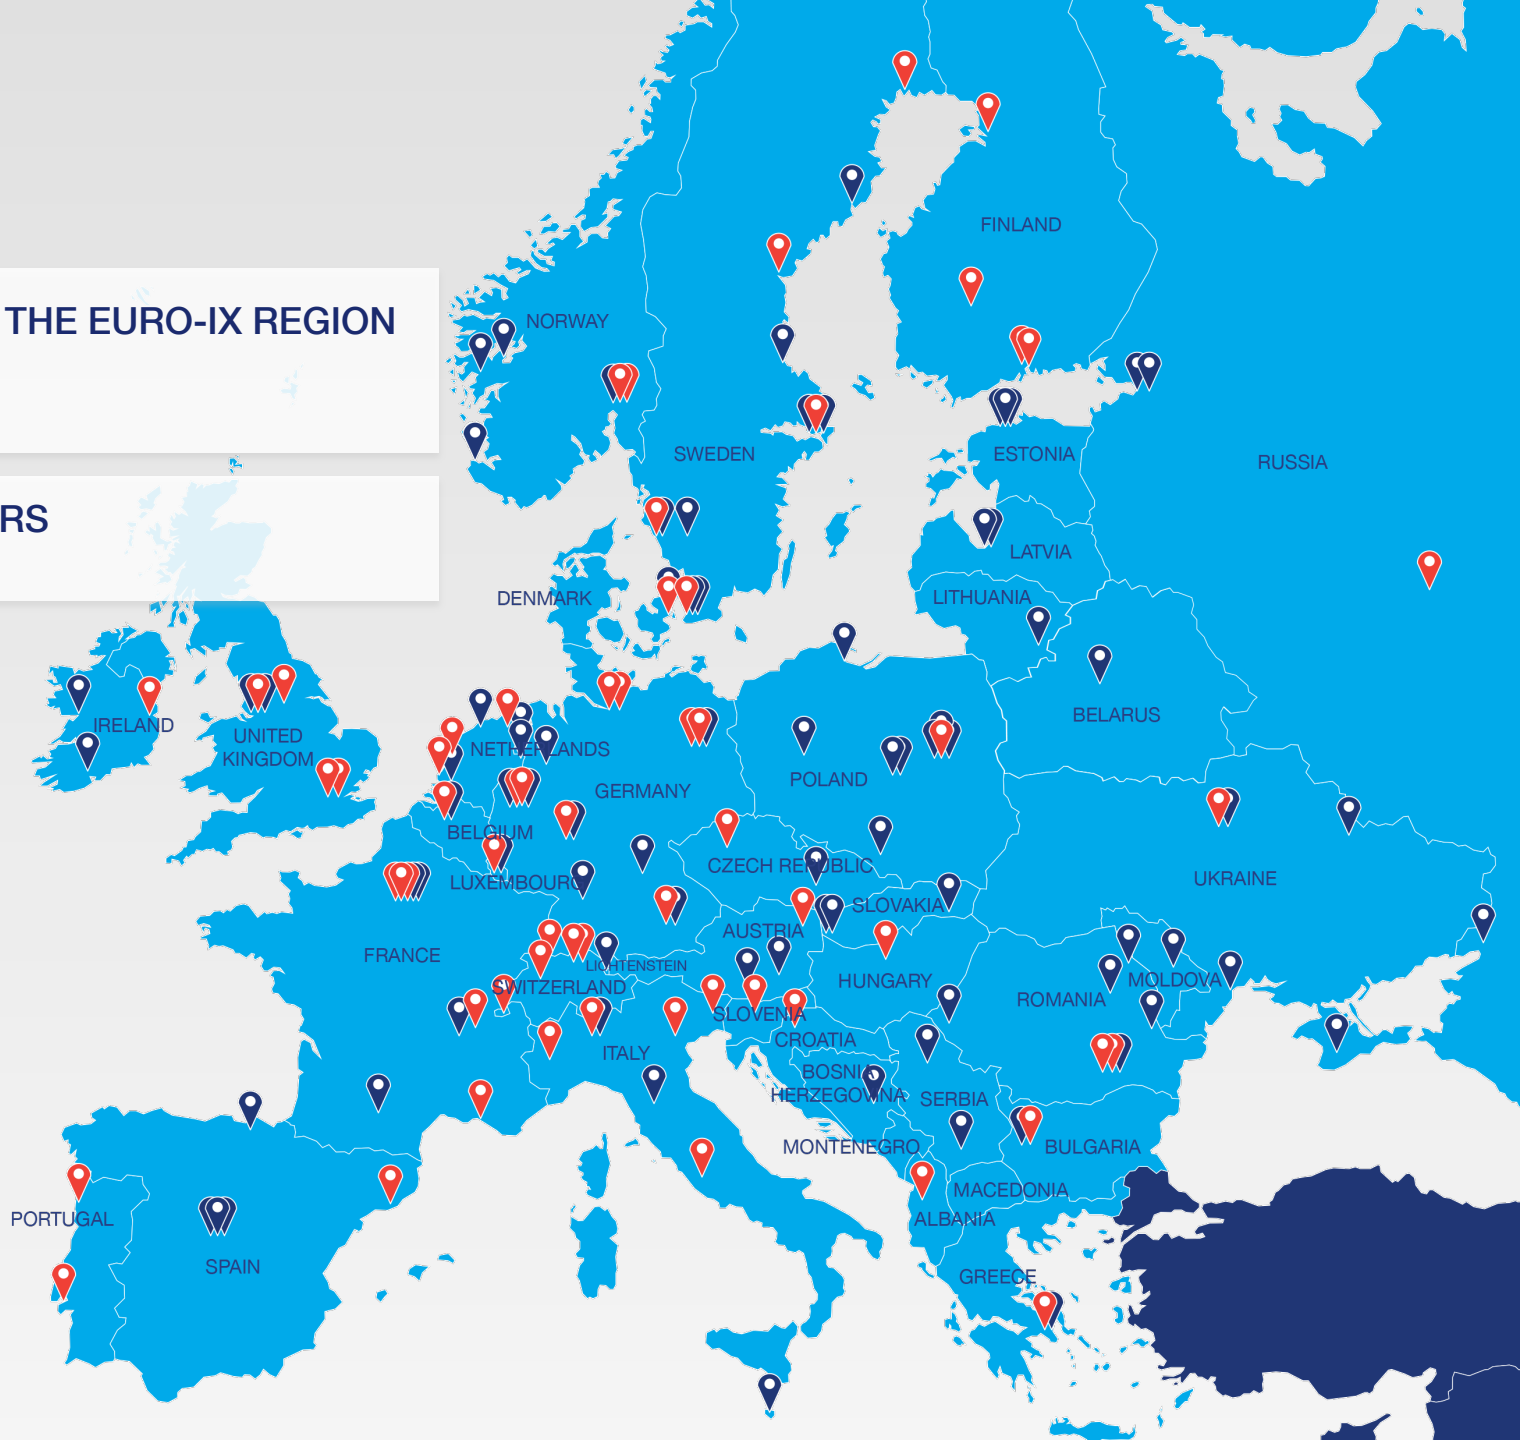 THE EURO-IX REGION
RS
FINLAND
NORWAY
SWEDEN
ESTONIA
RUSSIA
LATVIA
DENMARK
LITHUANIA
BELARUS
IRELAND
UNITED
KINGDOM
NETHERLANDS
POLAND
GERMANY
BELGIUM
CZECH REPUBLIC
LUXEMBOURG
UKRAINE
SLOVAKIA
AUSTRIA
FRANCE
LICHTENSTEIN
SWITZERLAND
HUNGARY
MOLDOVA
ROMANIA
SLOVENIA
CROATIA
ITALY
BOSNIA
HERZEGOVINA
SERBIA
MONTENEGRO
BULGARIA
MACEDONIA
ALBANIA
PORTUGAL
SPAIN
GREECE